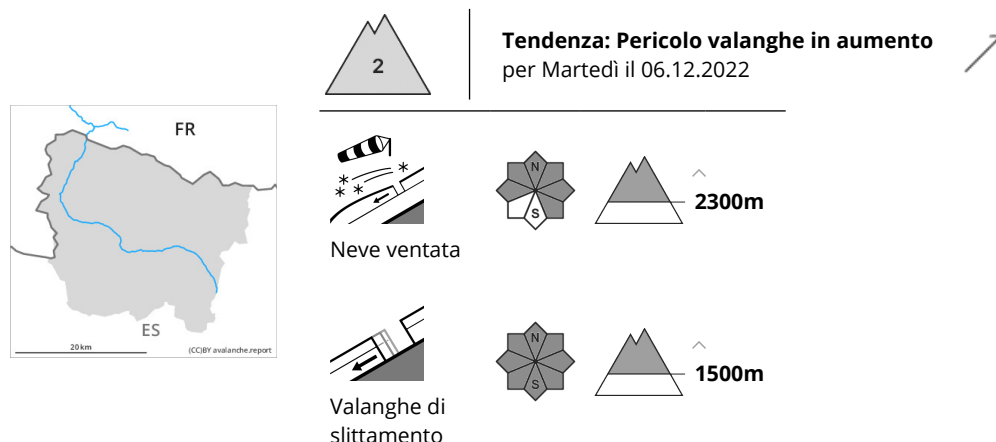 2
Tendenza: Pericolo valanghe in aumento
per Martedì il 06.12.2022
FR
ES
20 km
(CC)BY avalanche.report
N
S
2300m
Neve ventata
N
S
1500m
Valanghe di
slittamento